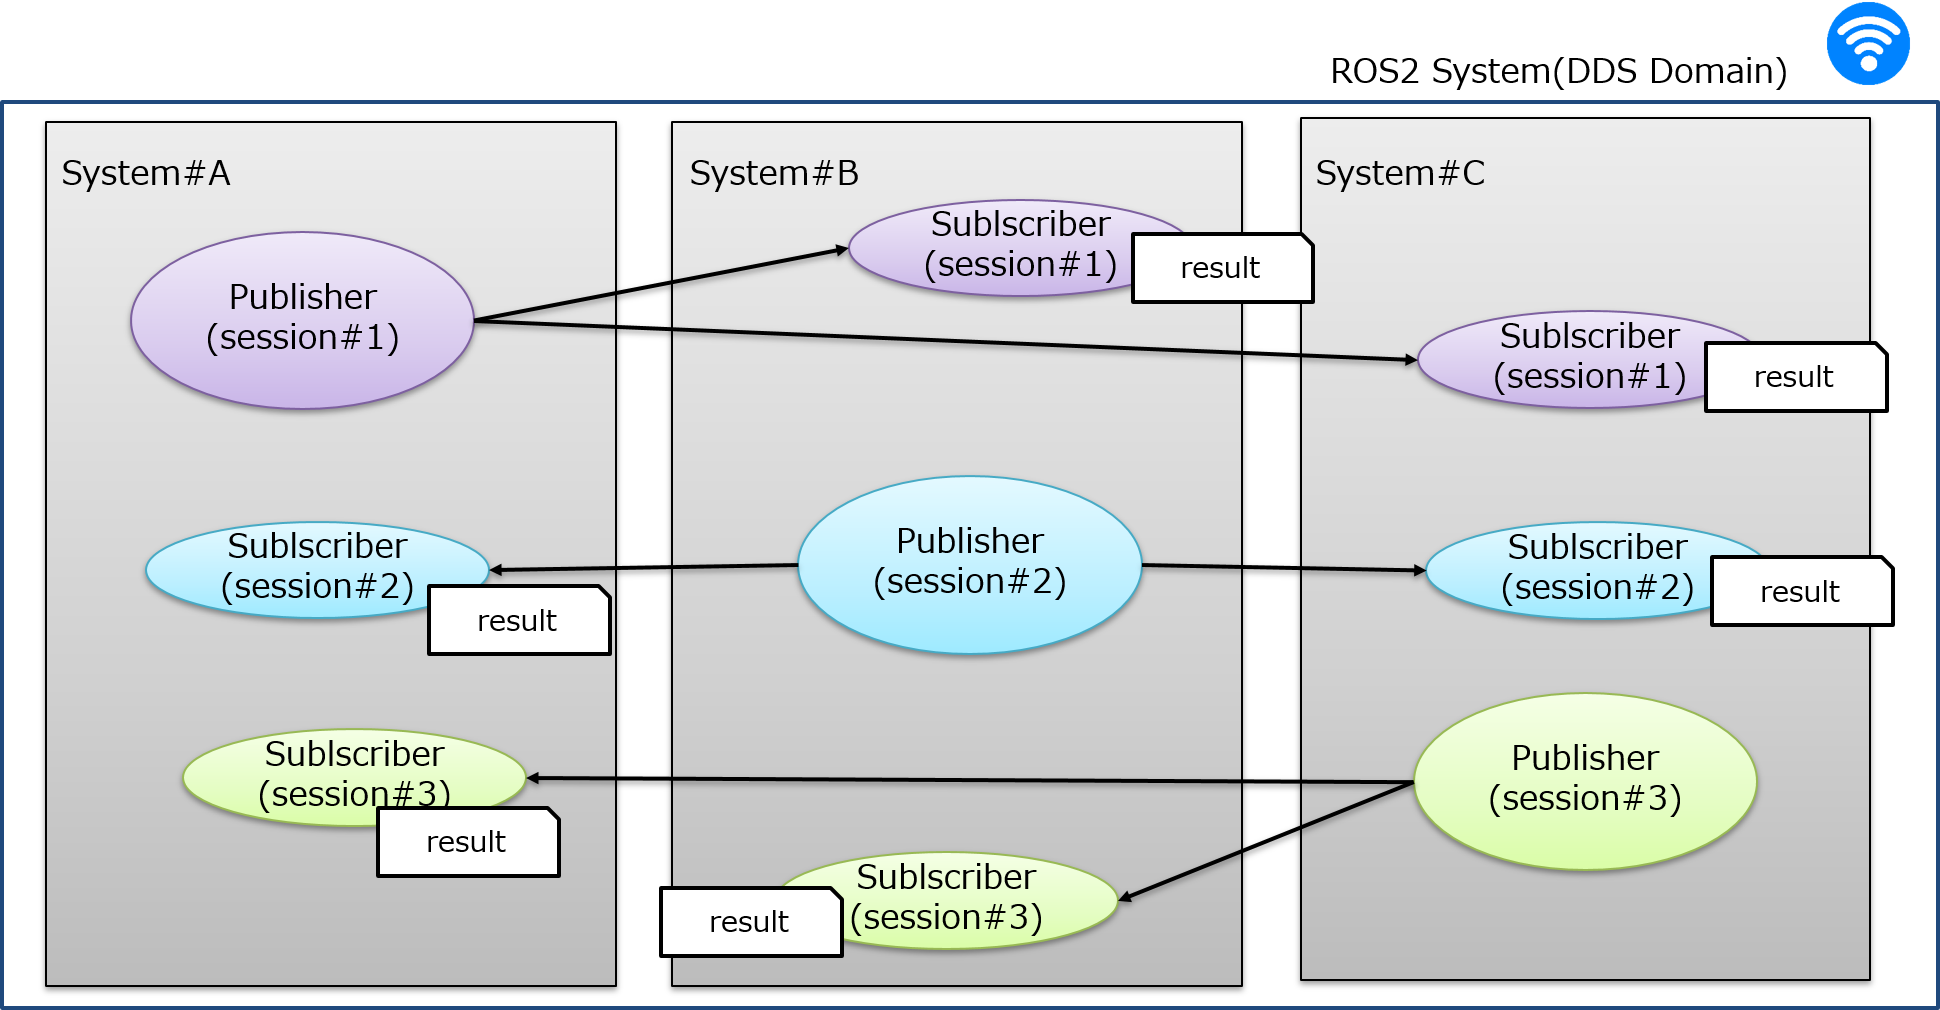 ROS2 System(DDS Domain)
System#A
Publisher
(session#1)
Sublscriber
(session#2)
result
Sublscriber
(session#3)
result
System#B
Sublscriber
(session#1)
result
Publisher
(session#2)
Sublscriber
(session#3)
result
System#C
Sublscriber
(session#1)
result
Sublscriber
(session#2)
result
Publisher
(session#3)